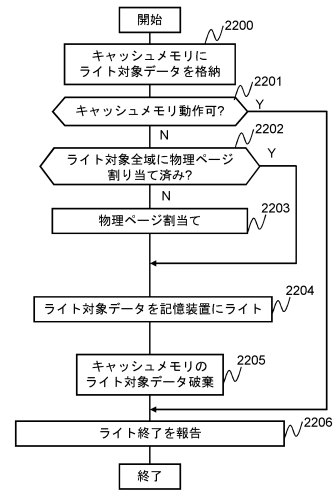 開始
2200
キャッシュメモリに
ライト対象データを格納
2201
キャッシュメモリ動作可?
Y
N
2202
ライト対象全域に物理ページ
割り当て済み?
Y
N
2203
物理ページ割当て
2204
ライト対象データを記憶装置にライト
2205
キャッシュメモリの
ライト対象データ破棄
2206
ライト終了を報告
終了